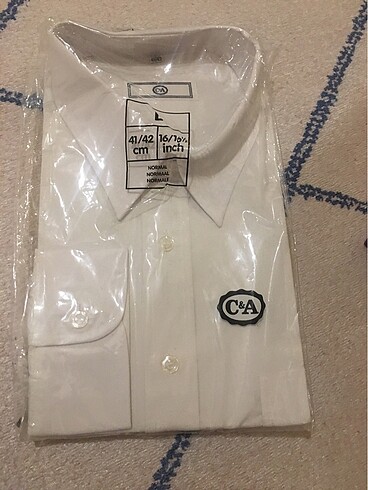 C&A
L
41/42 16/16½
cm inch
NORMAL
NORMAAL
NORMALE
C&A